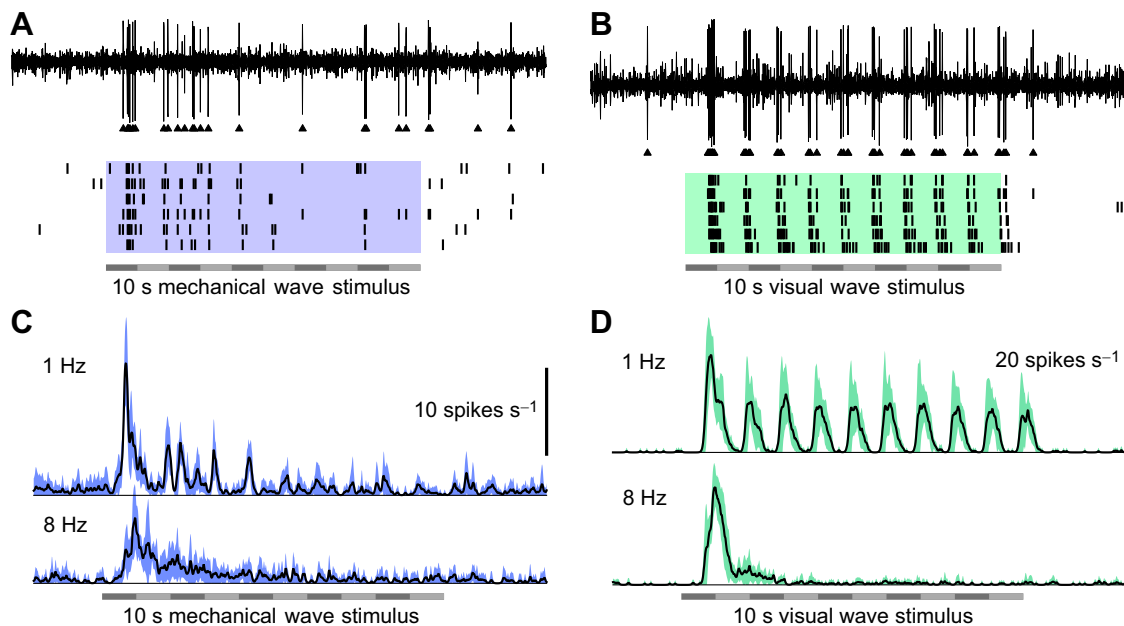 A
B
10 s mechanical wave stimulus
10 s visual wave stimulus
C
D
1 Hz
10 spikes s⁻¹
1 Hz
20 spikes s⁻¹
8 Hz
8 Hz
10 s mechanical wave stimulus
10 s visual wave stimulus